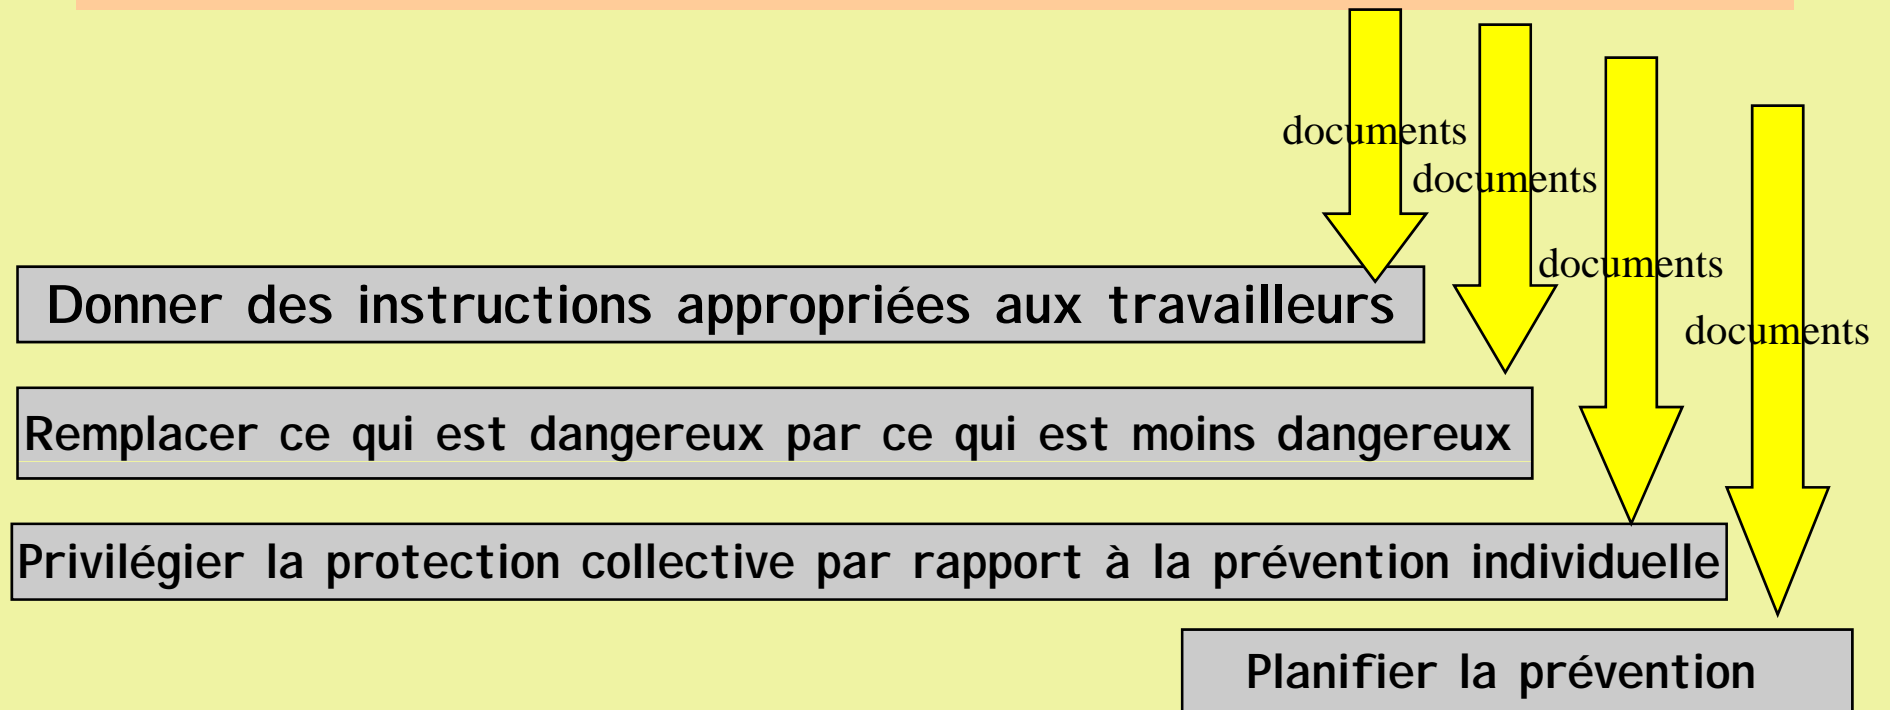 documents
documents
documents
Donner des instructions appropriées aux travailleurs
documents
Remplacer ce qui est dangereux par ce qui est moins dangereux
Privilégier la protection collective par rapport à la prévention individuelle
Planifier la prévention